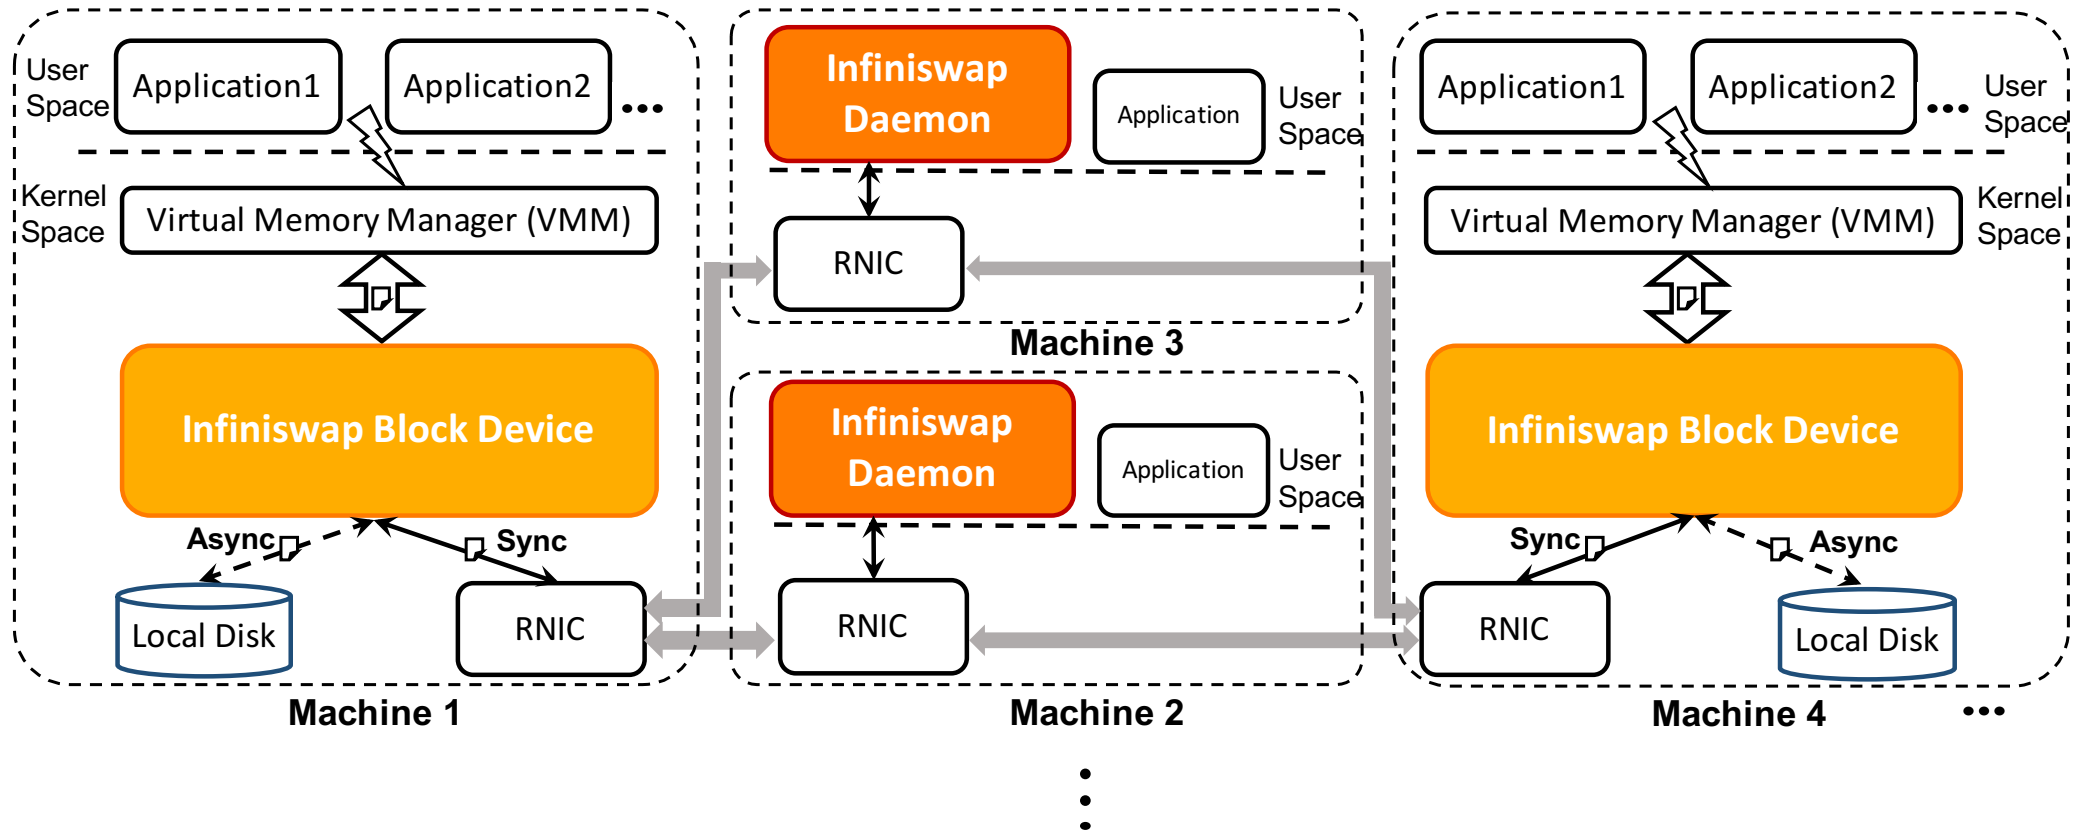 User
Space
Application1
Application2
...
Kernel
Space
Virtual Memory Manager (VMM)
Infiniswap Block Device
Async
Sync
Local Disk
RNIC
Machine 1
Infiniswap
Daemon
Application
User
Space
RNIC
Machine 3
Infiniswap
Daemon
Application
User
Space
RNIC
Machine 2
Application1
Application2
...
User
Space
Virtual Memory Manager (VMM)
Kernel
Space
Infiniswap Block Device
Sync
Async
RNIC
Local Disk
Machine 4
...